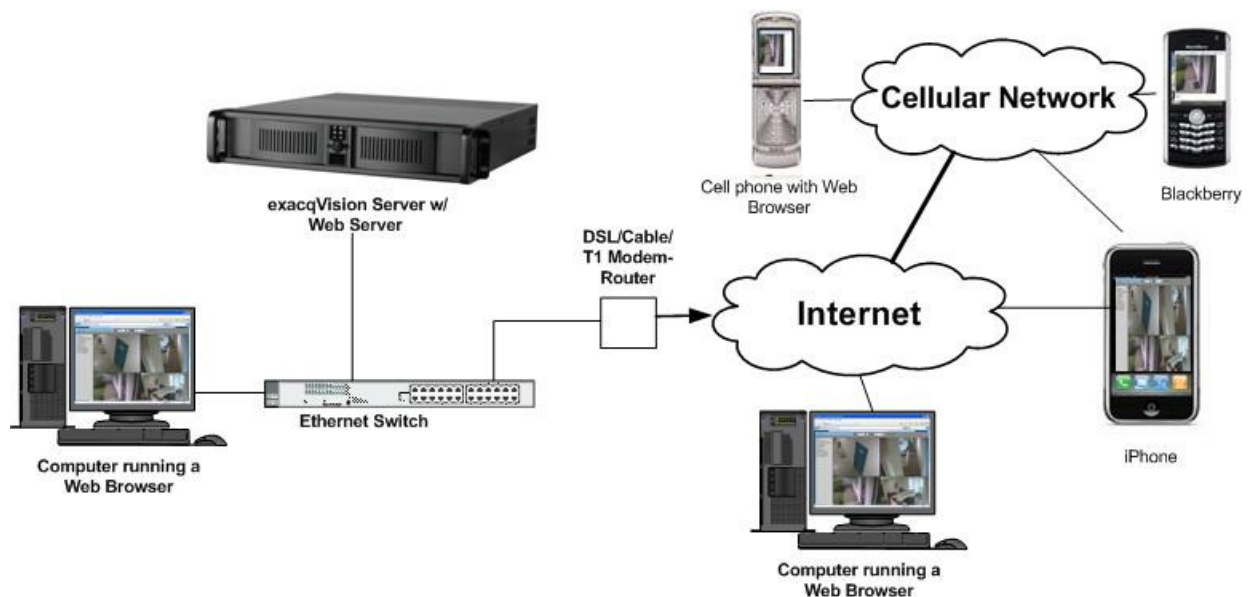 Cellular Network
Cell phone with Web
Browser
Blackberry
exacqVision Server w/
Web Server
DSL/Cable/
T1 Modem-
Router
Internet
Ethernet Switch
Computer running a
Web Browser
iPhone
Computer running a
Web Browser